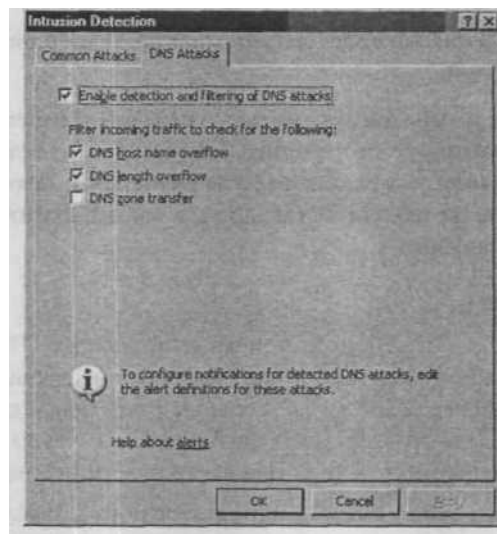 Intrusion Detection
Common Attacks DNS Attacks
Enable detection and filtering of DNS attacks
Filter incoming traffic to check for the following:
DNS host name overflow
DNS length overflow
DNS zone transfer
To configure notifications for detected DNS attacks, edit
the alert definitions for these attacks.
Help about alerts
OK Cancel Apply